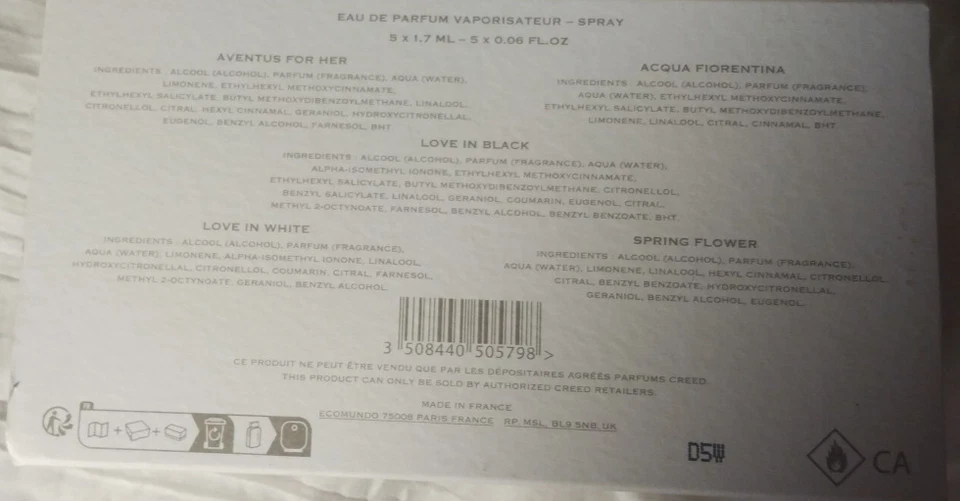 EAU DE PARFUM VAPORISATEUR – SPRAY
5 x 1.7 ML – 5 x 0.06 FL.OZ
AVENTUS FOR HER
INGREDIENTS : ALCOOL (ALCOHOL), PARFUM (FRAGRANCE), AQUA (WATER),
LIMONENE, ETHYLHEXYL METHOXYCINNAMATE,
ETHYLHEXYL SALICYLATE, BUTYL METHOXYDIBENZOYLMETHANE, LINALOOL,
CITRONELLOL, CITRAL, HEXYL CINNAMAL, GERANIOL, HYDROXYCITRONELLAL,
EUGENOL, BENZYL ALCOHOL, FARNESOL, BHT
ACQUA FIORENTINA
INGREDIENTS : ALCOOL (ALCOHOL), PARFUM (FRAGRANCE),
AQUA (WATER), ETHYLHEXYL METHOXYCINNAMATE,
ETHYLHEXYL SALICYLATE, BUTYL METHOXYDIBENZOYLMETHANE,
LIMONENE, LINALOOL, CITRAL, CINNAMAL, BHT
LOVE IN BLACK
INGREDIENTS : ALCOOL (ALCOHOL), PARFUM (FRAGRANCE), AQUA (WATER),
ALPHA-ISOMETHYL IONONE, ETHYLHEXYL METHOXYCINNAMATE,
ETHYLHEXYL SALICYLATE, BUTYL METHOXYDIBENZOYLMETHANE, CITRONELLOL,
BENZYL SALICYLATE, LINALOOL, GERANIOL, COUMARIN, EUGENOL, CITRAL,
METHYL 2-OCTYNOATE, FARNESOL, BENZYL ALCOHOL, BENZYL BENZOATE, BHT
LOVE IN WHITE
INGREDIENTS : ALCOOL (ALCOHOL), PARFUM (FRAGRANCE),
AQUA (WATER), LIMONENE, ALPHA-ISOMETHYL IONONE, LINALOOL,
HYDROXYCITRONELLAL, CITRONELLOL, COUMARIN, CITRAL, FARNESOL,
METHYL 2-OCTYNOATE, GERANIOL, BENZYL ALCOHOL.
SPRING FLOWER
INGREDIENTS : ALCOOL (ALCOHOL), PARFUM (FRAGRANCE),
AQUA (WATER), LIMONENE, LINALOOL, HEXYL CINNAMAL, CITRONELLOL,
CITRAL, BENZYL BENZOATE, HYDROXYCITRONELLAL,
GERANIOL, BENZYL ALCOHOL, EUGENOL.
3 508440 505798 >
CE PRODUIT NE PEUT ÊTRE VENDU QUE PAR LES DÉPOSITAIRES AGRÉÉS PARFUMS CREED.
THIS PRODUCT CAN ONLY BE SOLD BY AUTHORIZED CREED RETAILERS.
MADE IN FRANCE
ECOMUNDO 75008 PARIS FRANCE RP, MSL, BL9 5NB, UK
FR
CA